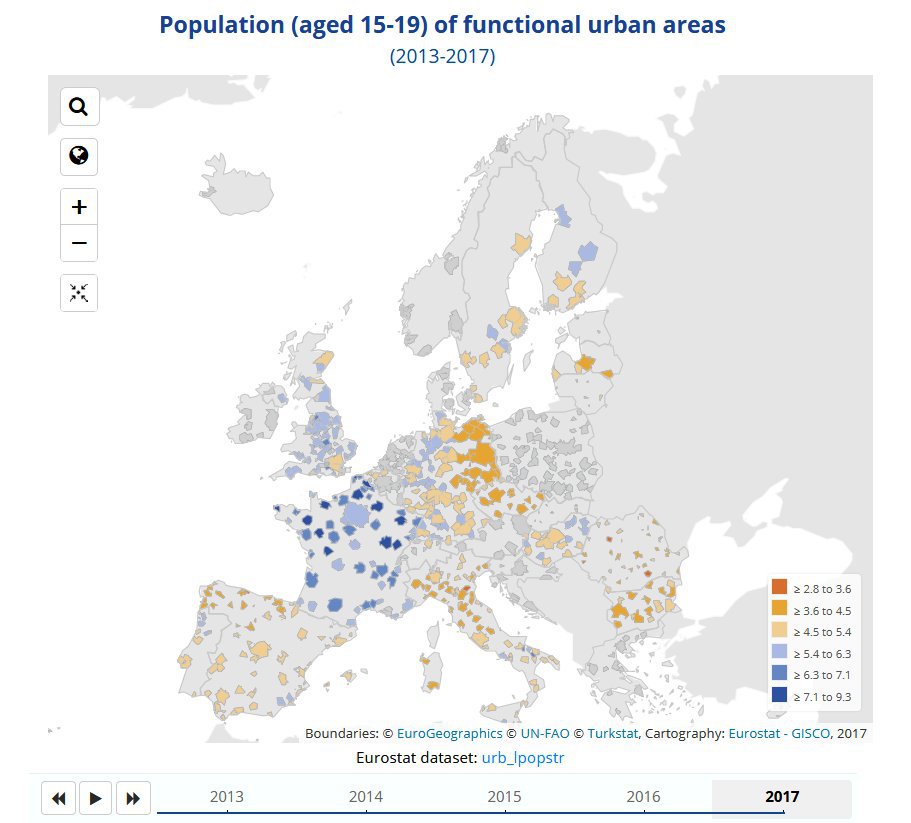 Population (aged 15-19) of functional urban areas
(2013-2017)
+
−
≥ 2.8 to 3.6
≥ 3.6 to 4.5
≥ 4.5 to 5.4
≥ 5.4 to 6.3
≥ 6.3 to 7.1
≥ 7.1 to 9.3
Boundaries: © EuroGeographics © UN-FAO © Turkstat, Cartography: Eurostat - GISCO, 2017
Eurostat dataset: urb_lpopstr
2013 2014 2015 2016 2017